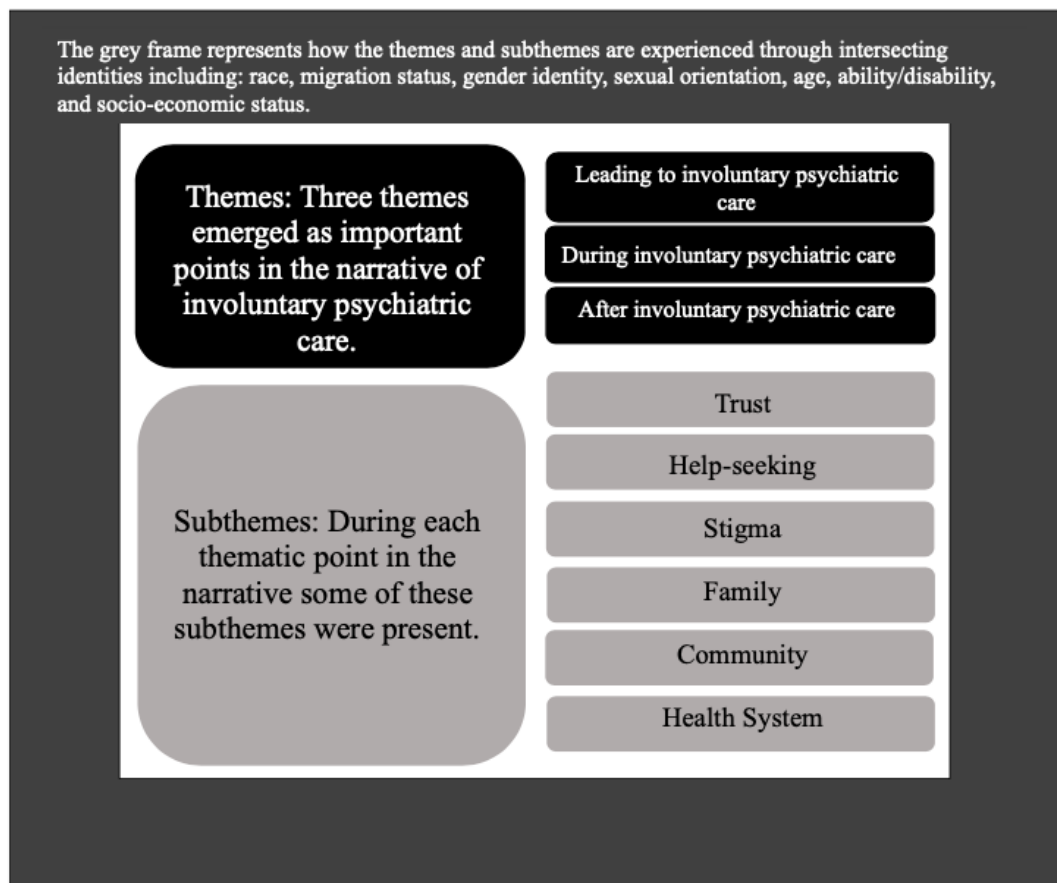 The grey frame represents how the themes and subthemes are experienced through intersecting
identities including: race, migration status, gender identity, sexual orientation, age, ability/disability,
and socio-economic status.
Themes: Three themes
emerged as important
points in the narrative of
involuntary psychiatric
care.
Leading to involuntary psychiatric
care
During involuntary psychiatric care
After involuntary psychiatric care
Subthemes: During each
thematic point in the
narrative some of these
subthemes were present.
Trust
Help-seeking
Stigma
Family
Community
Health System